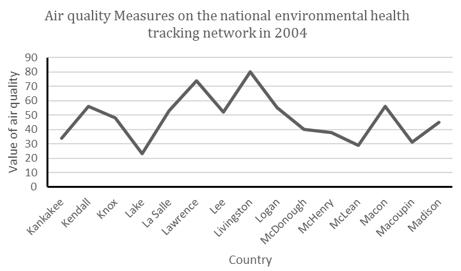 Air quality Measures on the national environmental health
tracking network in 2004
Value of air quality
90
80
70
60
50
40
30
20
10
0
Kankakee
Kendall
Knox
Lake
La Salle
Lawrence
Lee
Livingston
Logan
McDonough
McHenry
McLean
Macon
Macoupin
Madison
Country